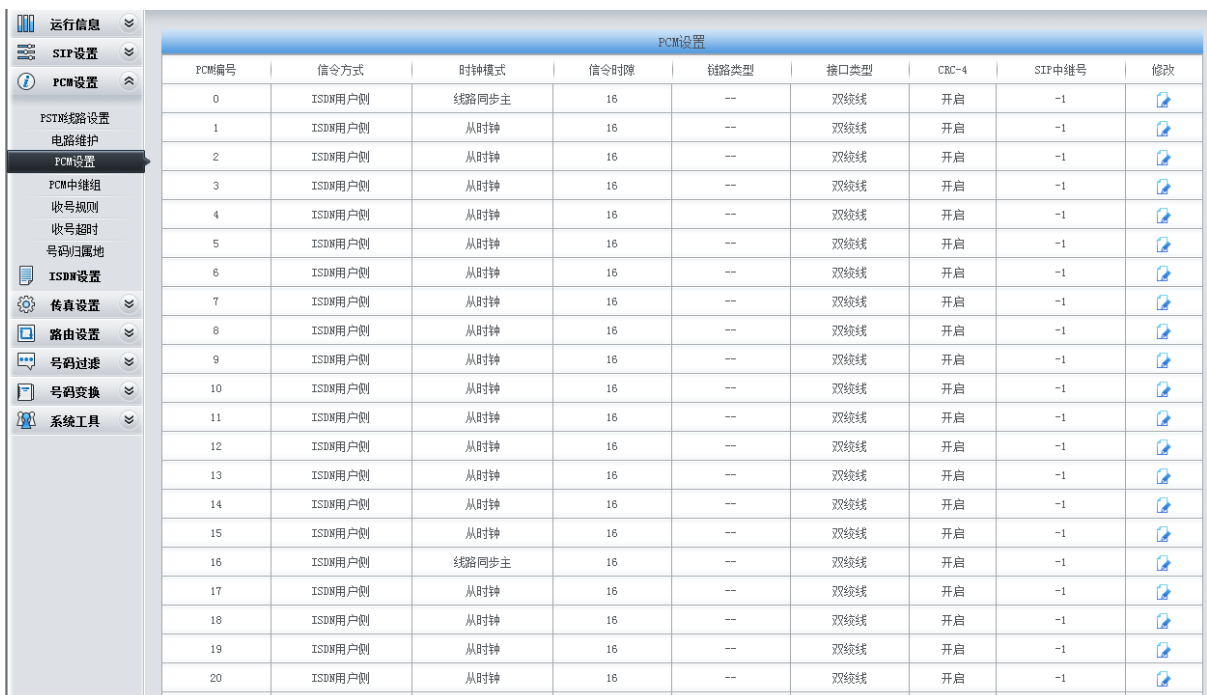 运行信息
SIP设置
PCM设置
PSTN线路设置
电路维护
PCM设置
PCM中继组
收号规则
收号超时
号码归属地
ISDN设置
传真设置
路由设置
号码过滤
号码变换
系统工具
PCM设置
PCM编号 信令方式 时钟模式 信令时隙 链路类型 接口类型 CRC-4 SIP中继号 修改
0 ISDN用户侧 线路同步主 16 -- 双绞线 开启 -1
1 ISDN用户侧 从时钟 16 -- 双绞线 开启 -1
2 ISDN用户侧 从时钟 16 -- 双绞线 开启 -1
3 ISDN用户侧 从时钟 16 -- 双绞线 开启 -1
4 ISDN用户侧 从时钟 16 -- 双绞线 开启 -1
5 ISDN用户侧 从时钟 16 -- 双绞线 开启 -1
6 ISDN用户侧 从时钟 16 -- 双绞线 开启 -1
7 ISDN用户侧 从时钟 16 -- 双绞线 开启 -1
8 ISDN用户侧 从时钟 16 -- 双绞线 开启 -1
9 ISDN用户侧 从时钟 16 -- 双绞线 开启 -1
10 ISDN用户侧 从时钟 16 -- 双绞线 开启 -1
11 ISDN用户侧 从时钟 16 -- 双绞线 开启 -1
12 ISDN用户侧 从时钟 16 -- 双绞线 开启 -1
13 ISDN用户侧 从时钟 16 -- 双绞线 开启 -1
14 ISDN用户侧 从时钟 16 -- 双绞线 开启 -1
15 ISDN用户侧 从时钟 16 -- 双绞线 开启 -1
16 ISDN用户侧 线路同步主 16 -- 双绞线 开启 -1
17 ISDN用户侧 从时钟 16 -- 双绞线 开启 -1
18 ISDN用户侧 从时钟 16 -- 双绞线 开启 -1
19 ISDN用户侧 从时钟 16 -- 双绞线 开启 -1
20 ISDN用户侧 从时钟 16 -- 双绞线 开启 -1